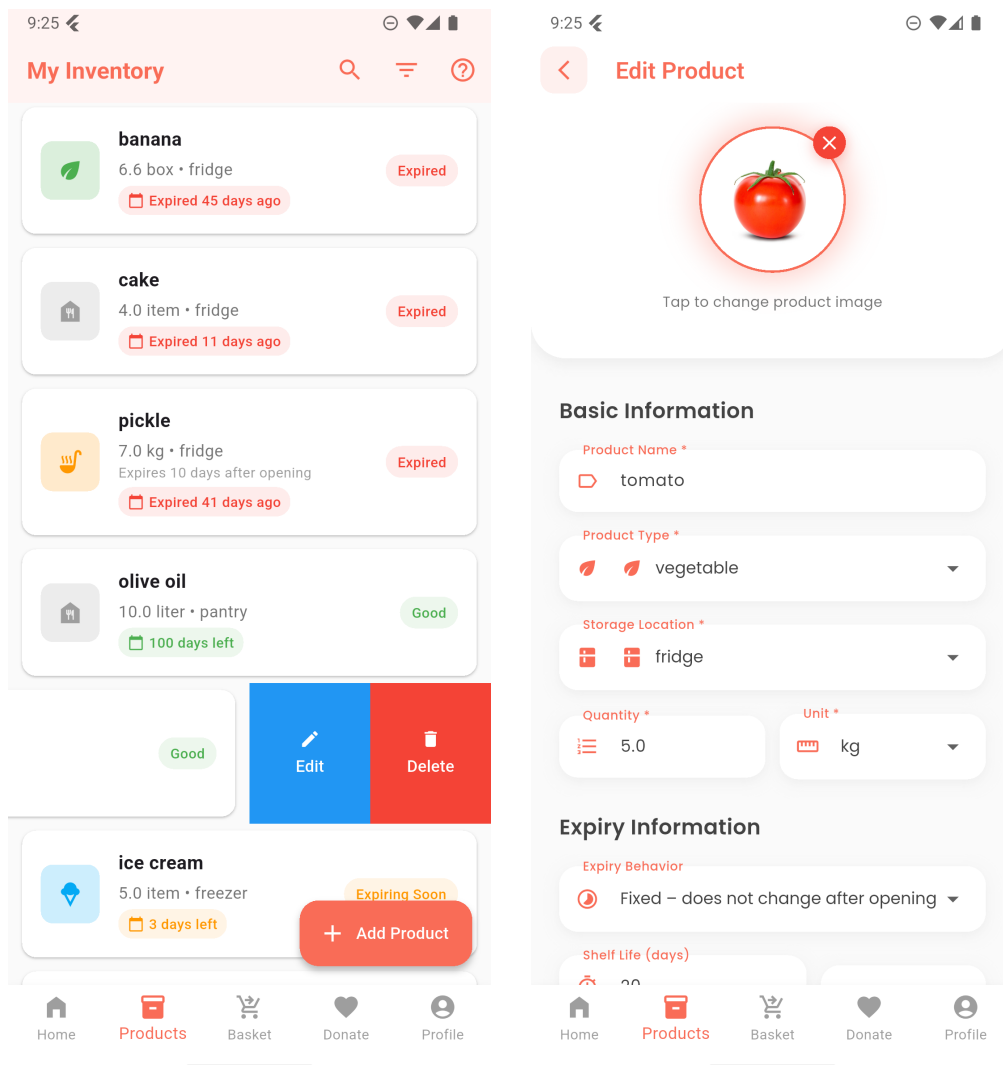 9:25
My Inventory
banana
6.6 box • fridge
Expired 45 days ago
Expired
cake
4.0 item • fridge
Expired 11 days ago
Expired
pickle
7.0 kg • fridge
Expires 10 days after opening
Expired 41 days ago
Expired
olive oil
10.0 liter • pantry
100 days left
Good
Good
Edit
Delete
ice cream
5.0 item • freezer
3 days left
Expiring Soon
+ Add Product
Home
Products
Basket
Donate
Profile
9:25
Edit Product
Tap to change product image
Basic Information
Product Name *
tomato
Product Type *
vegetable
Storage Location *
fridge
Quantity *
5.0
Unit *
kg
Expiry Information
Expiry Behavior
Fixed – does not change after opening
Shelf Life (days)
Home
Products
Basket
Donate
Profile